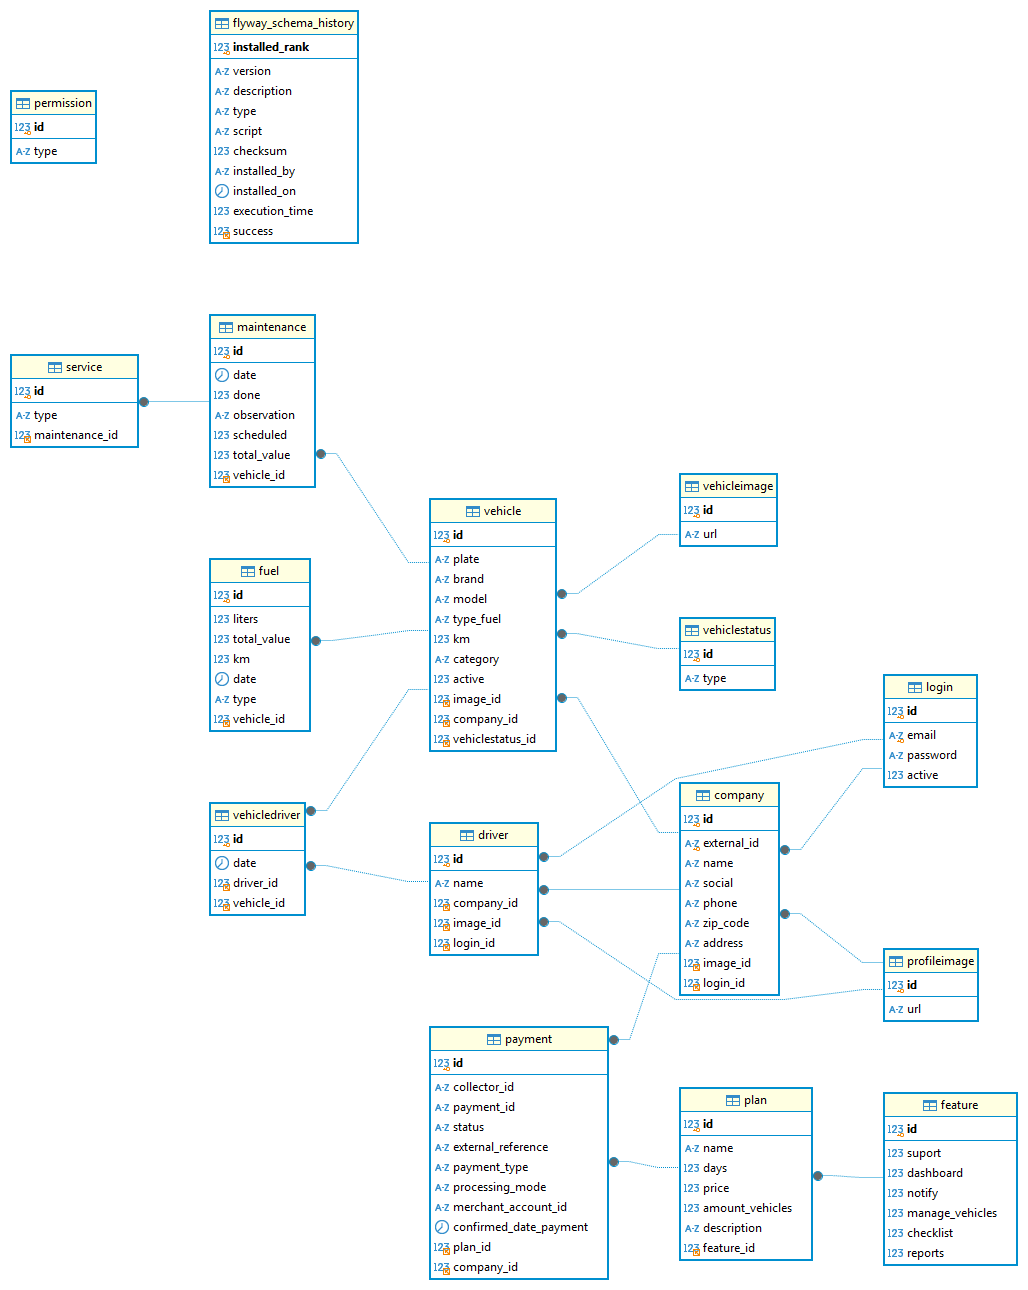 flyway_schema_history
123 installed_rank
A-Z version
A-Z description
A-Z type
A-Z script
123 checksum
A-Z installed_by
installed_on
123 execution_time
123 success
permission
123 id
A-Z type
maintenance
123 id
date
123 done
A-Z observation
123 scheduled
123 total_value
123 vehicle_id
service
123 id
A-Z type
123 maintenance_id
vehicleimage
123 id
A-Z url
vehicle
123 id
A-Z plate
A-Z brand
A-Z model
A-Z type_fuel
123 km
A-Z category
123 active
123 image_id
123 company_id
123 vehiclestatus_id
fuel
123 id
123 liters
123 total_value
123 km
date
A-Z type
123 vehicle_id
vehiclestatus
123 id
A-Z type
login
123 id
A-Z email
A-Z password
123 active
company
123 id
A-Z external_id
A-Z name
A-Z social
A-Z phone
A-Z zip_code
A-Z address
123 image_id
123 login_id
vehicledriver
123 id
date
123 driver_id
123 vehicle_id
driver
123 id
A-Z name
123 company_id
123 image_id
123 login_id
profileimage
123 id
A-Z url
payment
123 id
A-Z collector_id
A-Z payment_id
A-Z status
A-Z external_reference
A-Z payment_type
A-Z processing_mode
A-Z merchant_account_id
confirmed_date_payment
123 plan_id
123 company_id
plan
123 id
A-Z name
123 days
123 price
123 amount_vehicles
A-Z description
123 feature_id
feature
123 id
123 suport
123 dashboard
123 notify
123 manage_vehicles
123 checklist
123 reports